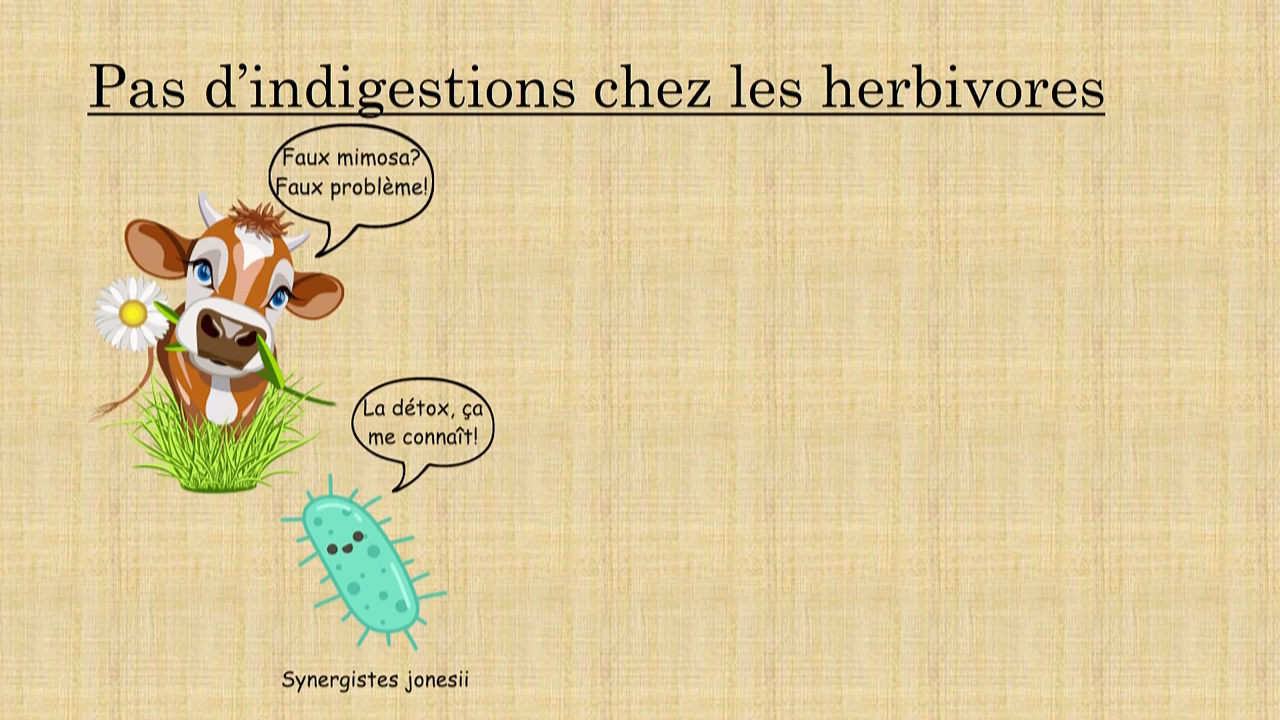 Pas d’indigestions chez les herbivores
Faux mimosa?
Faux problème!
La détox, ça
me connaît!
Synergistes jonesii